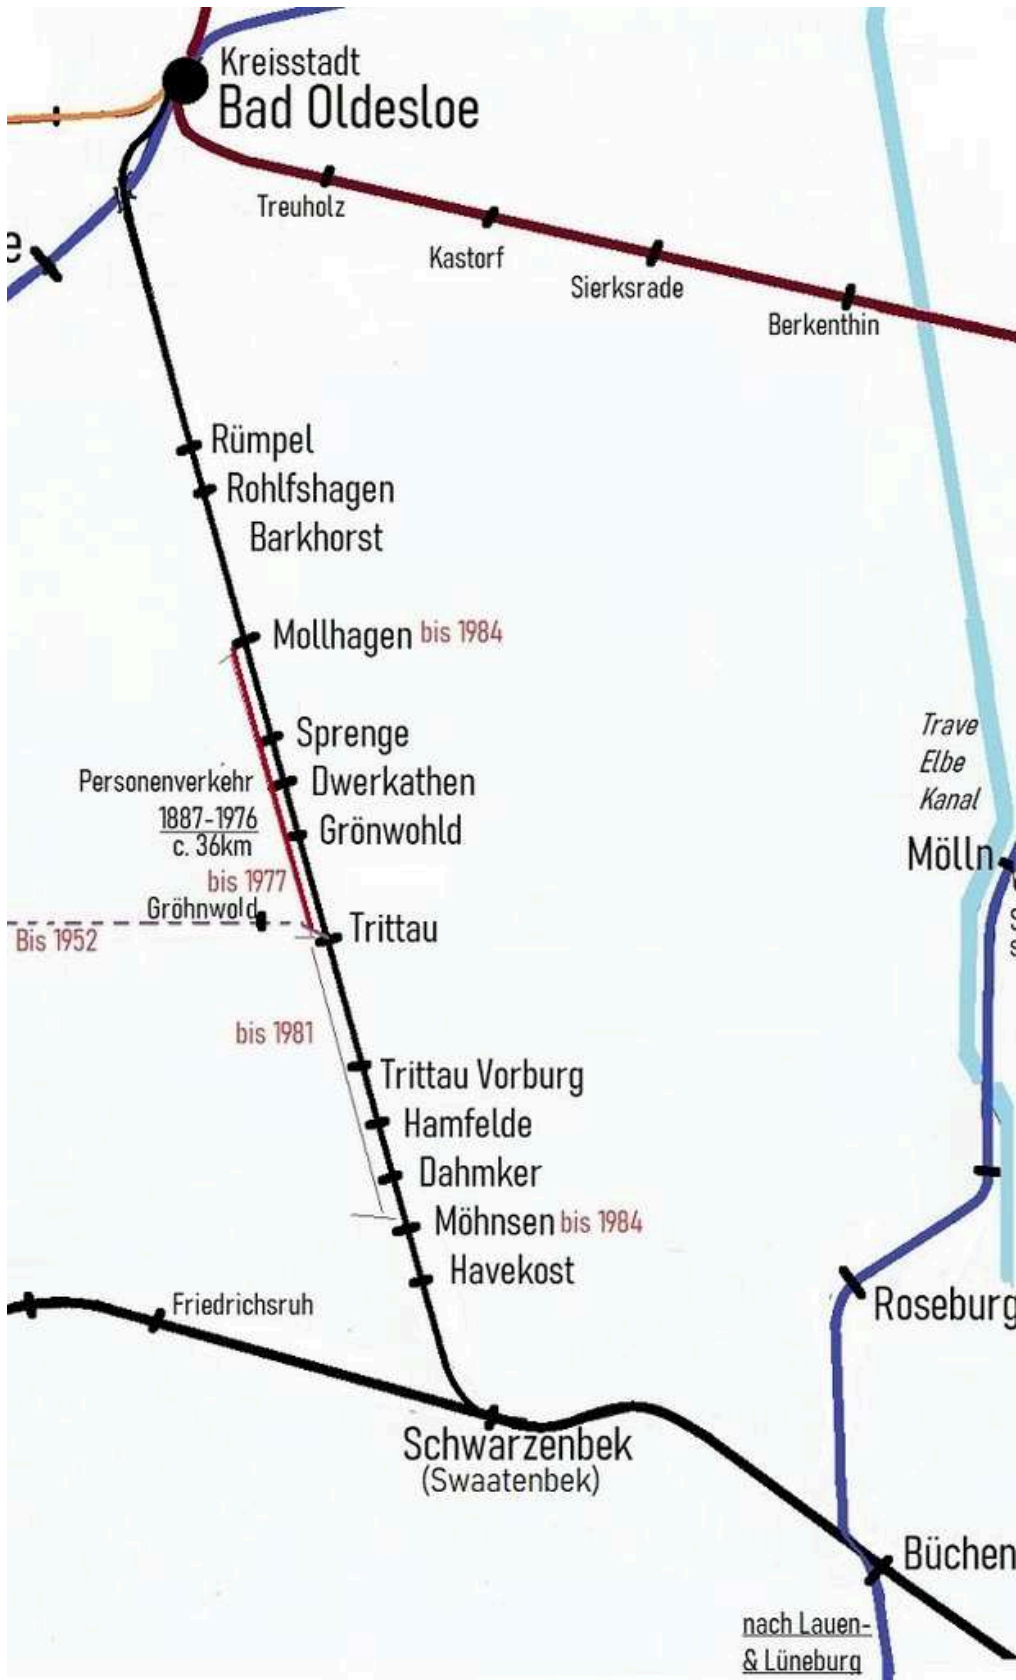 Kreisstadt
Bad Oldesloe
Treuholz
Kastorf
Sierksrade
Berkenthin
e
Rümpel
Rohlfshagen
Barkhorst
Mollhagen bis 1984
Sprenge
Personenverkehr
Dwerkathen
1887-1976
c. 36km
Grönwohld
bis 1977
Gröhnwold
Bis 1952
Trittau
Trave
Elbe
Kanal
Mölln
bis 1981
Trittau Vorburg
Hamfelde
Dahmker
Möhnsen bis 1984
Havekost
Friedrichsruh
Roseburg
Schwarzenbek
(Swaatenbek)
Büchen
nach Lauen-
& Lüneburg